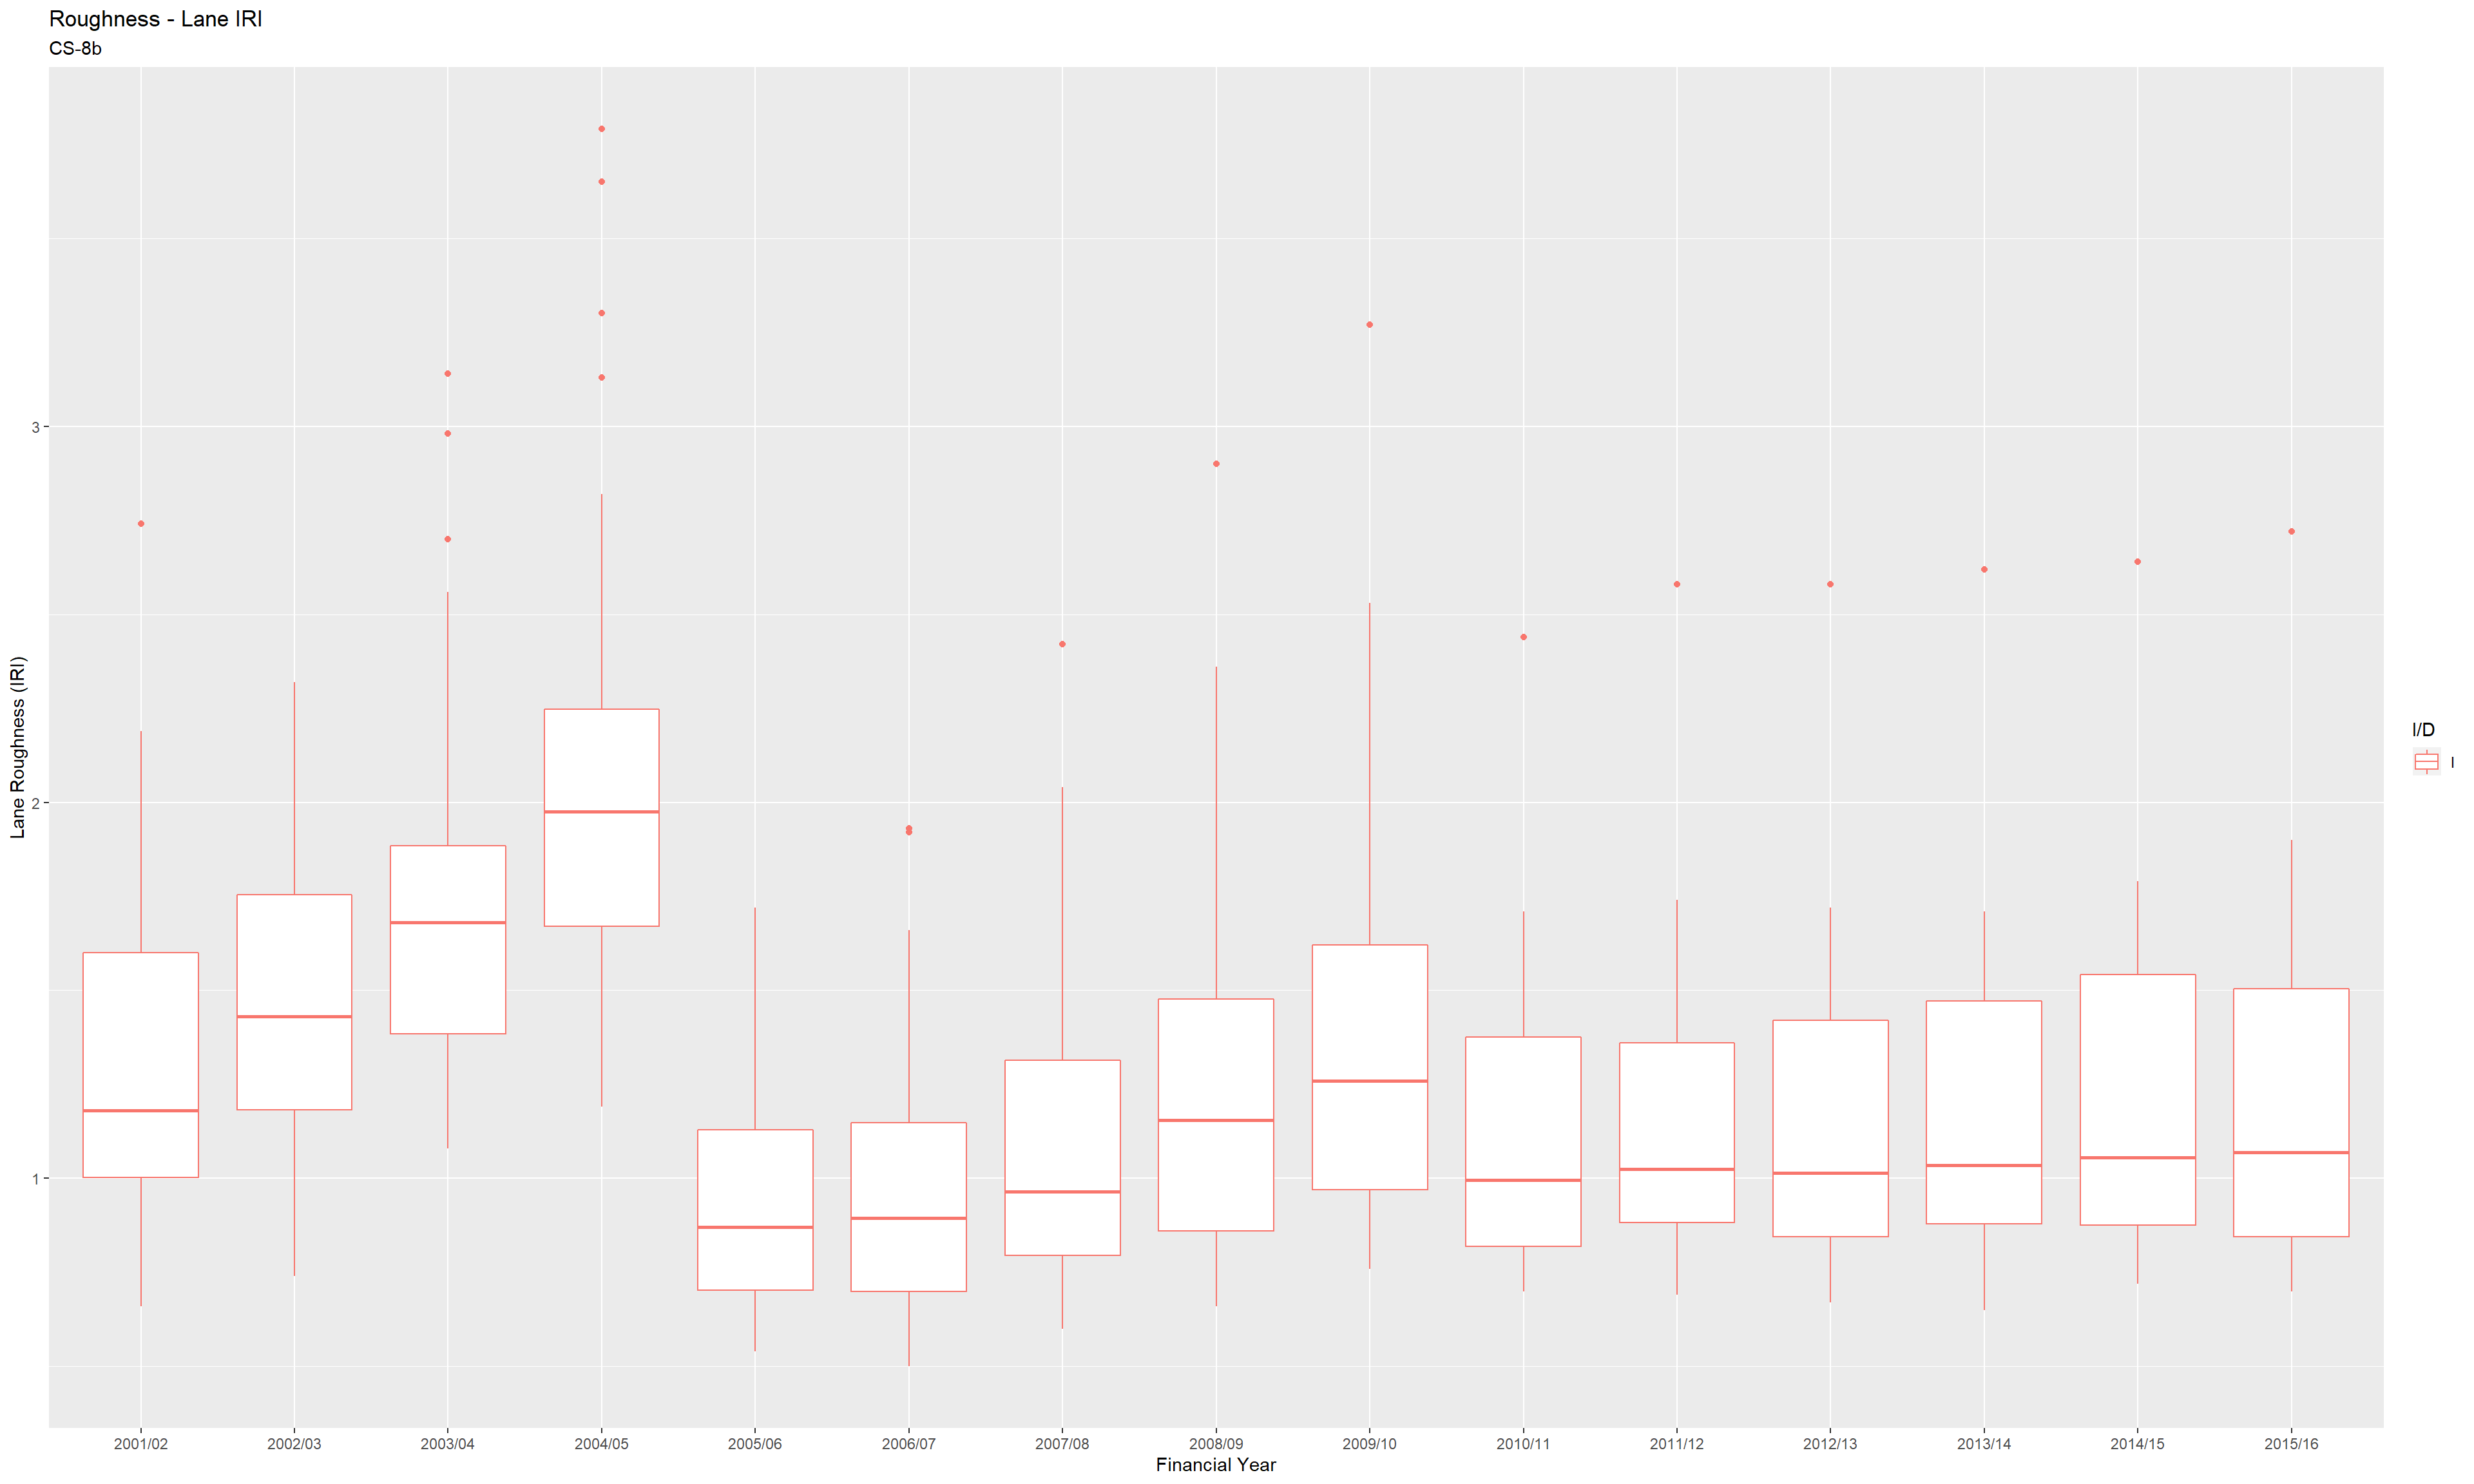 Roughness - Lane IRI
CS-8b
Lane Roughness (IRI)
3
2
1
2001/02 2002/03 2003/04 2004/05 2005/06 2006/07 2007/08 2008/09 2009/10 2010/11 2011/12 2012/13 2013/14 2014/15 2015/16
Financial Year
I/D
I